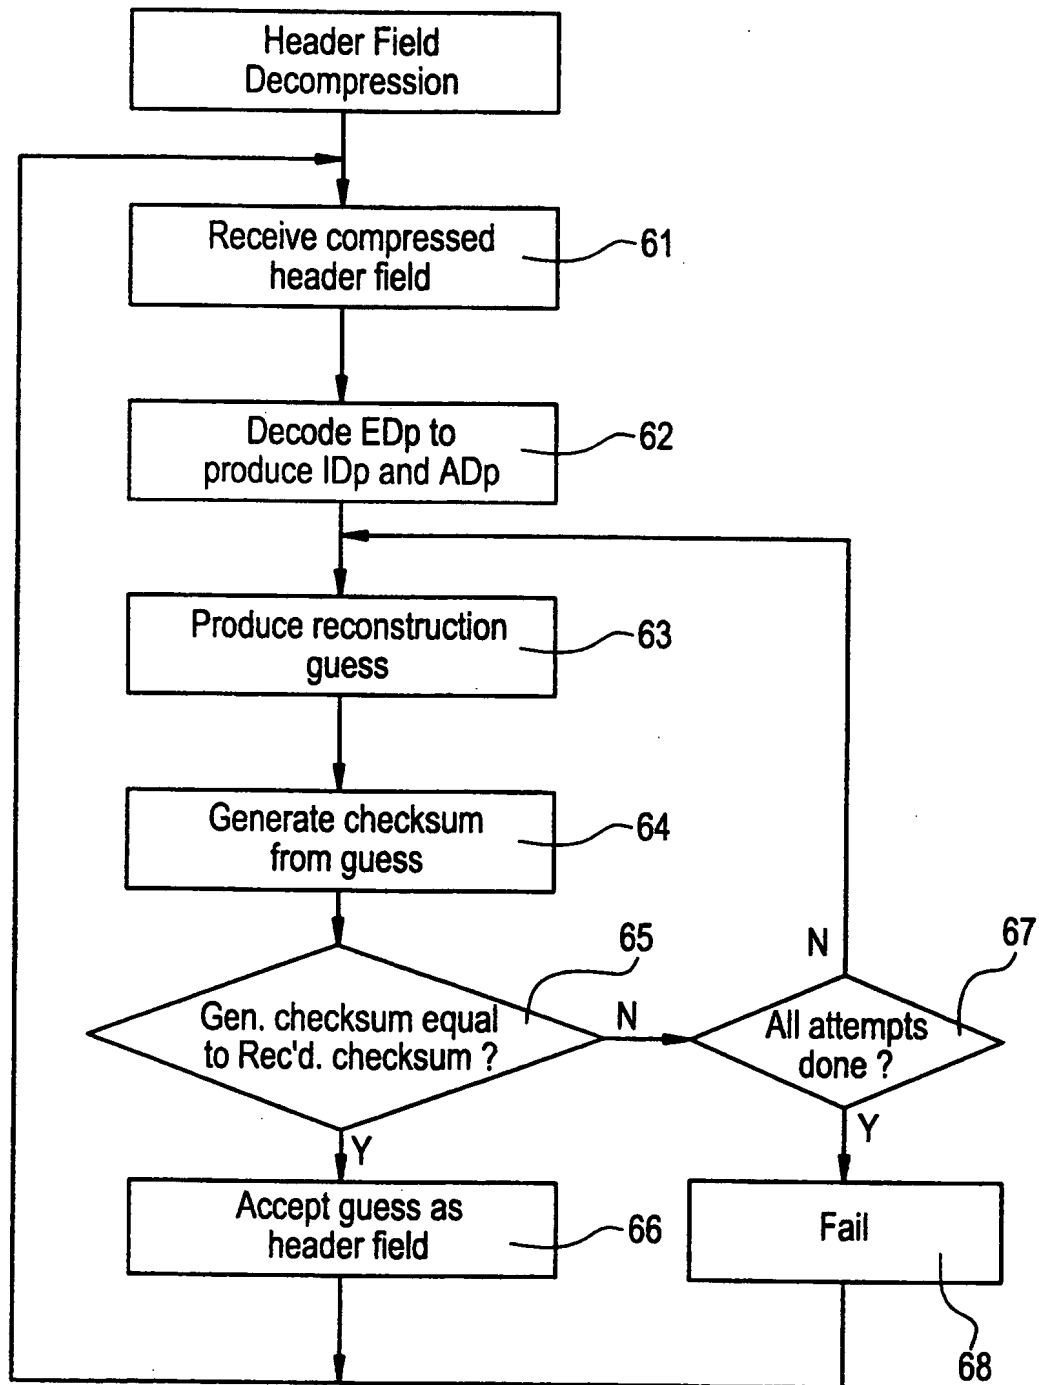 Header Field
Decompression
Receive compressed
header field
61
Decode EDp to
produce IDp and ADp
62
Produce reconstruction
guess
63
Generate checksum
from guess
64
Gen. checksum equal
to Rec'd. checksum ?
65
N
All attempts
done ?
67
N
Y
Y
Accept guess as
header field
66
Fail
68